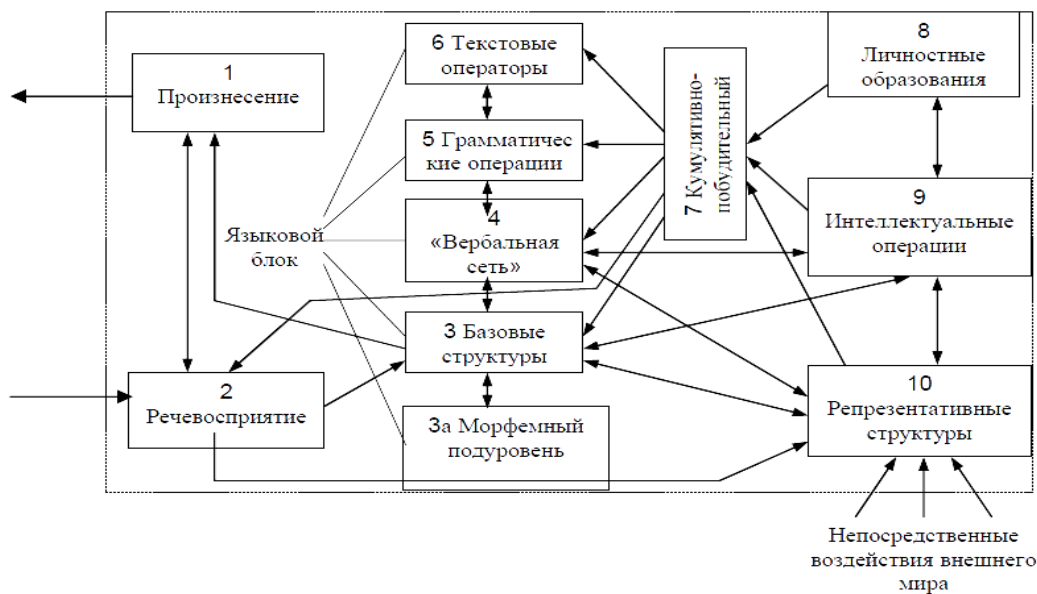 1
Произнесение
6 Текстовые
операторы
5 Грамматичес
кие операции
4
«Вербальная
сеть»
3 Базовые
структуры
3а Морфемный
подуровень
Языковой
блок
2
Речевосприятие
7 Кумулятивно-
побудительный
8
Личностные
образования
9
Интеллектуальные
операции
10
Репрезентативные
структуры
Непосредственные
воздействия внешнего
мира